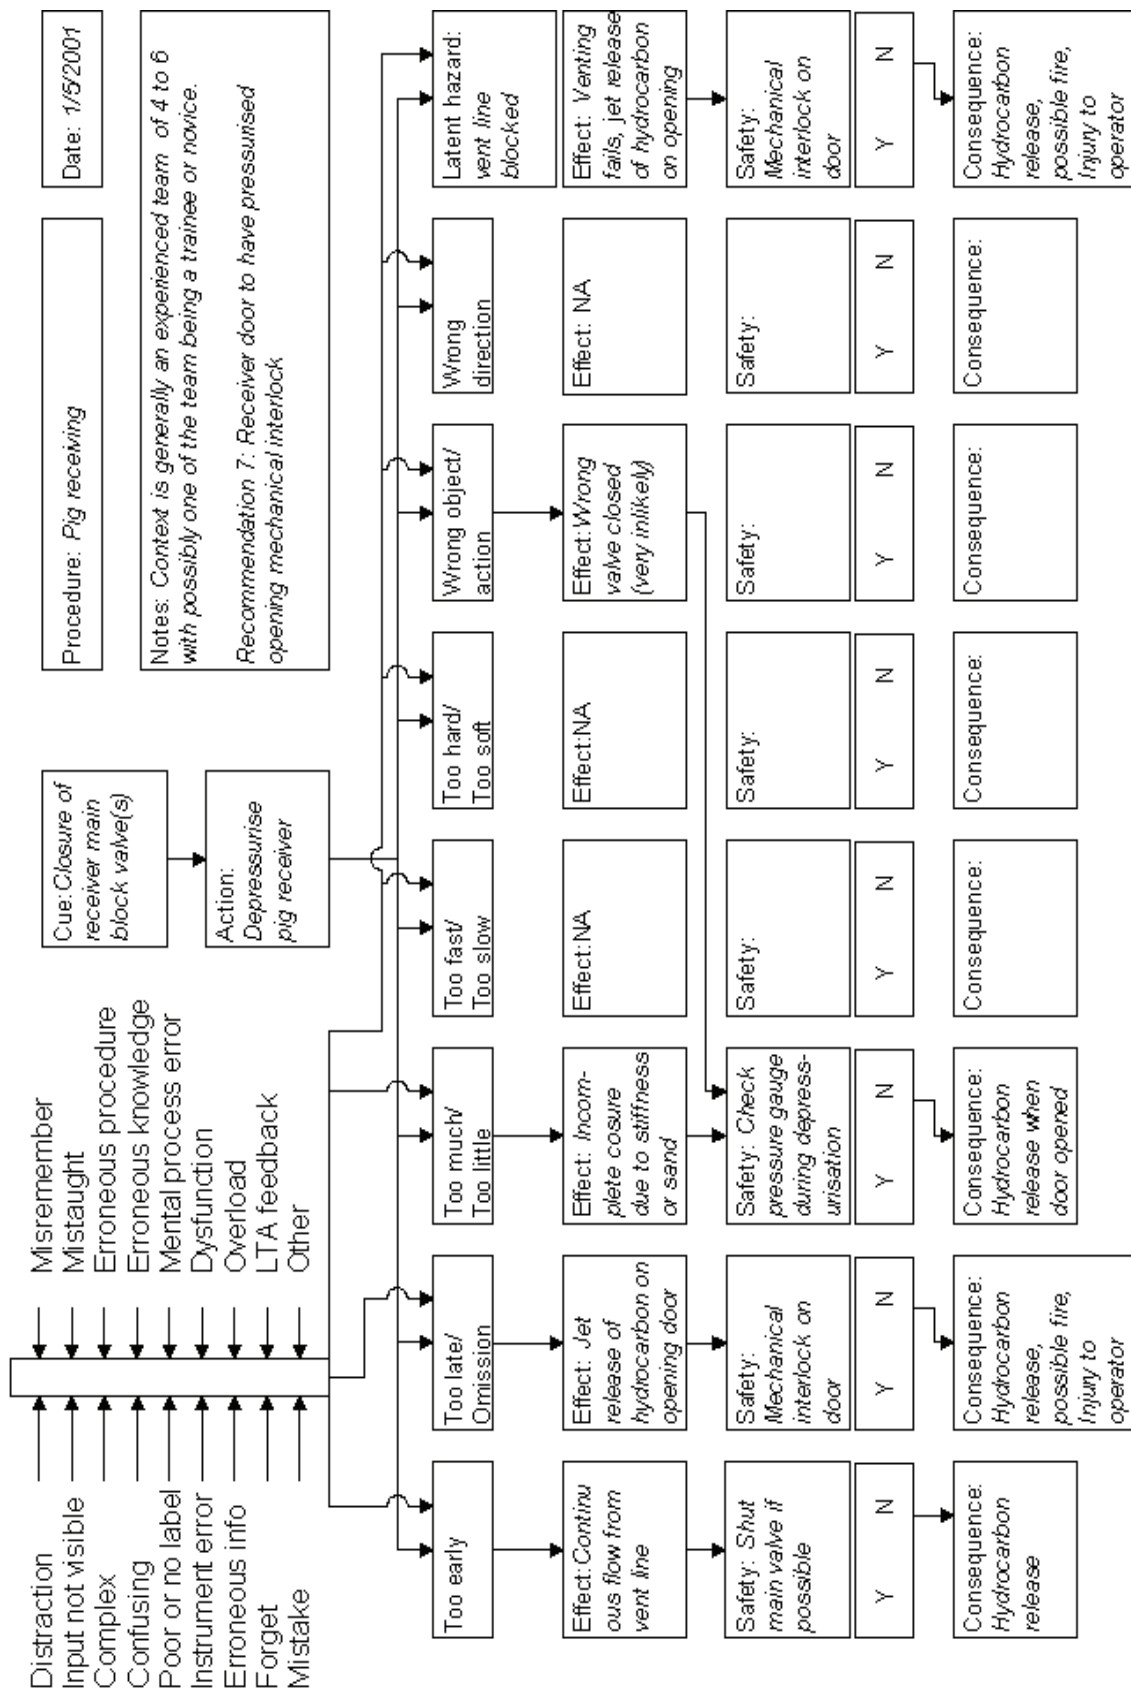 Distraction
Input not visible
Complex
Confusing
Poor or no label
Instrument error
Erroneous info
Forget
Mistake
Misremember
Mistaught
Erroneous procedure
Erroneous knowledge
Mental process error
Dysfunction
Overload
LTA feedback
Other
Cue:Closure of
receiver main
block valve(s)
Action:
Depressurise
pig receiver
Procedure: Pig receiving
Date: 1/5/2001
Notes: Context is generally an experienced team of 4 to 6
with possibly one of the team being a trainee or novice.
Recommendation 7: Receiver door to have pressurised
opening mechanical interlock
Too early
Effect:Continu
ous flow from
vent line
Safety: Shut
main valve if
possible
Y N
Consequence:
Hydrocarbon
release
Too late/
Omission
Effect: Jet
release of
hydrocarbon on
opening door
Safety:
Mechanical
interlock on
door
Y N
Consequence:
Hydrocarbon
release,
possible fire,
Injury to
operator
Too much/
Too little
Effect: Incom-
plete cosure
due to stiffness
or sand
Safety: Check
pressure gauge
during depress-
urisation
Y N
Consequence:
Hydrocarbon
release when
door opened
Too fast/
Too slow
Effect:NA
Safety:
Y N
Consequence:
Too hard/
Too soft
Effect:NA
Safety:
Y N
Consequence:
Wrong object/
action
Effect:Wrong
valve closed
(very inlikely)
Safety:
Y N
Consequence:
Wrong
direction
Effect: NA
Safety:
Y N
Consequence:
Latent hazard:
vent line
blocked
Effect: Venting
fails, jet release
of hydrocarbon
on opening
Safety:
Mechanical
interlock on
door
Y N
Consequence:
Hydrocarbon
release,
possible fire,
Injury to
operator